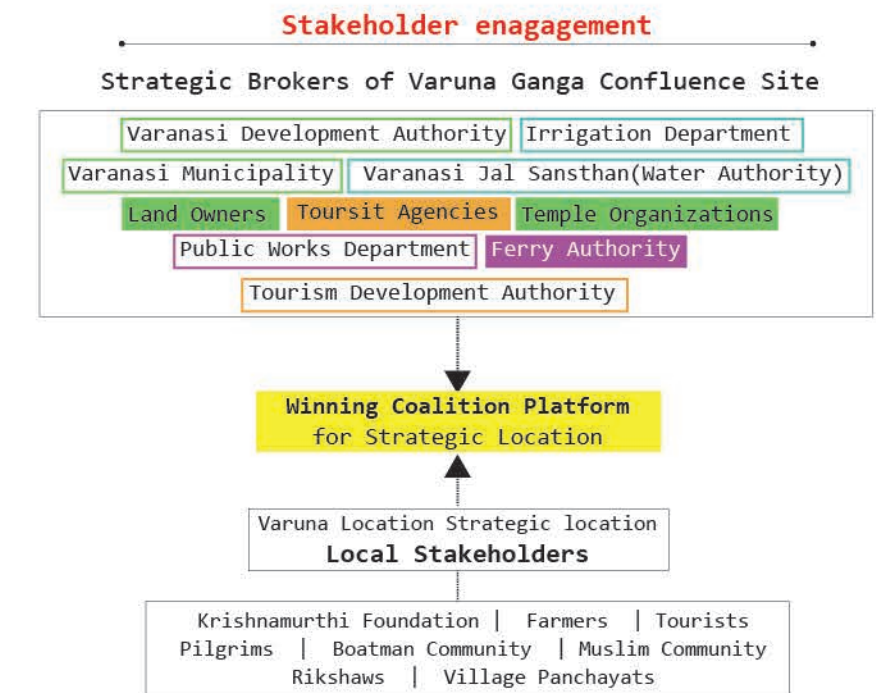 Stakeholder enagagement
Strategic Brokers of Varuna Ganga Confluence Site
Varanasi Development Authority Irrigation Department
Varanasi Municipality Varanasi Jal Sansthan(Water Authority)
Land Owners Toursit Agencies Temple Organizations
Public Works Department Ferry Authority
Tourism Development Authority
Winning Coalition Platform
for Strategic Location
Varuna Location Strategic location
Local Stakeholders
Krishnamurthi Foundation | Farmers | Tourists
Pilgrims | Boatman Community | Muslim Community
Rikshaws | Village Panchayats